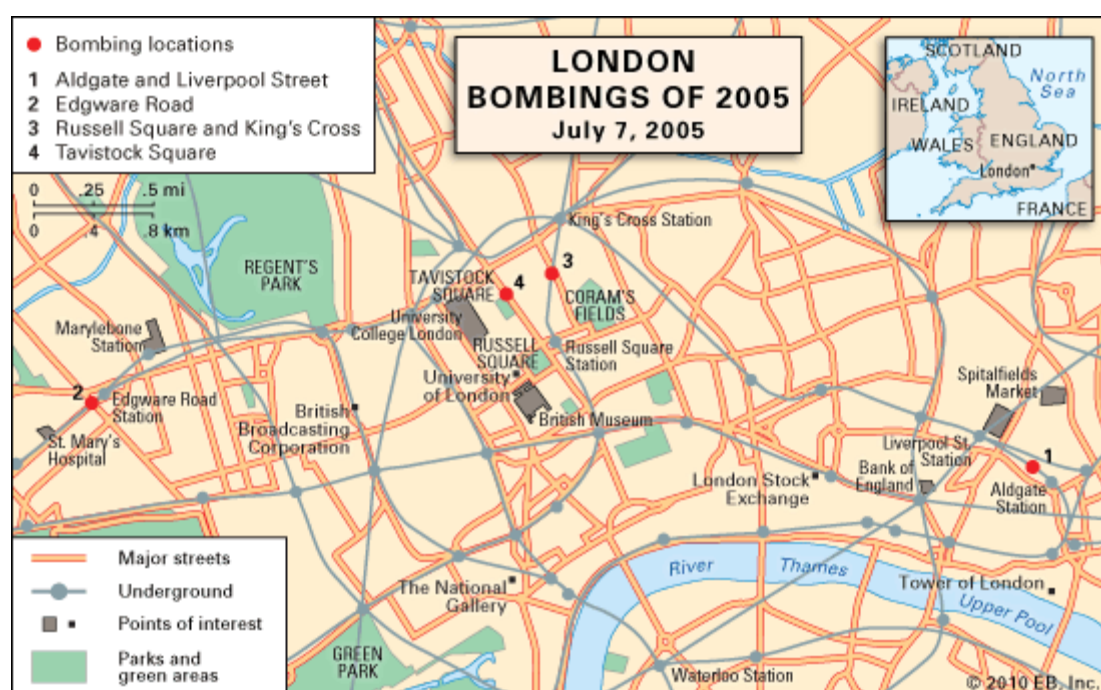 Bombing locations
1 Aldgate and Liverpool Street
2 Edgware Road
3 Russell Square and King's Cross
4 Tavistock Square
LONDON
BOMBINGS OF 2005
July 7, 2005
SCOTLAND
North
Sea
IRELAND
WALES
ENGLAND
London
FRANCE
0 .25 .5 mi
0 .4 .8 km
King's Cross Station
REGENT'S
PARK
3
TAVISTOCK
SQUARE
4
CORAM'S
FIELDS
University
College London
Marylebone
Station
RUSSELL
SQUARE
Russell Square
Station
University
of London
Spitalfields
Market
2
Edgware Road
Station
British
Broadcasting
Corporation
British Museum
St. Mary's
Hospital
Liverpool St.
Station
1
Bank of
England
London Stock
Exchange
Aldgate
Station
Major streets
Underground
Points of interest
Parks and
green areas
River
Thames
Upper Pool
The National
Gallery
Tower of London
GREEN
PARK
Waterloo Station
© 2010 EB, Inc.